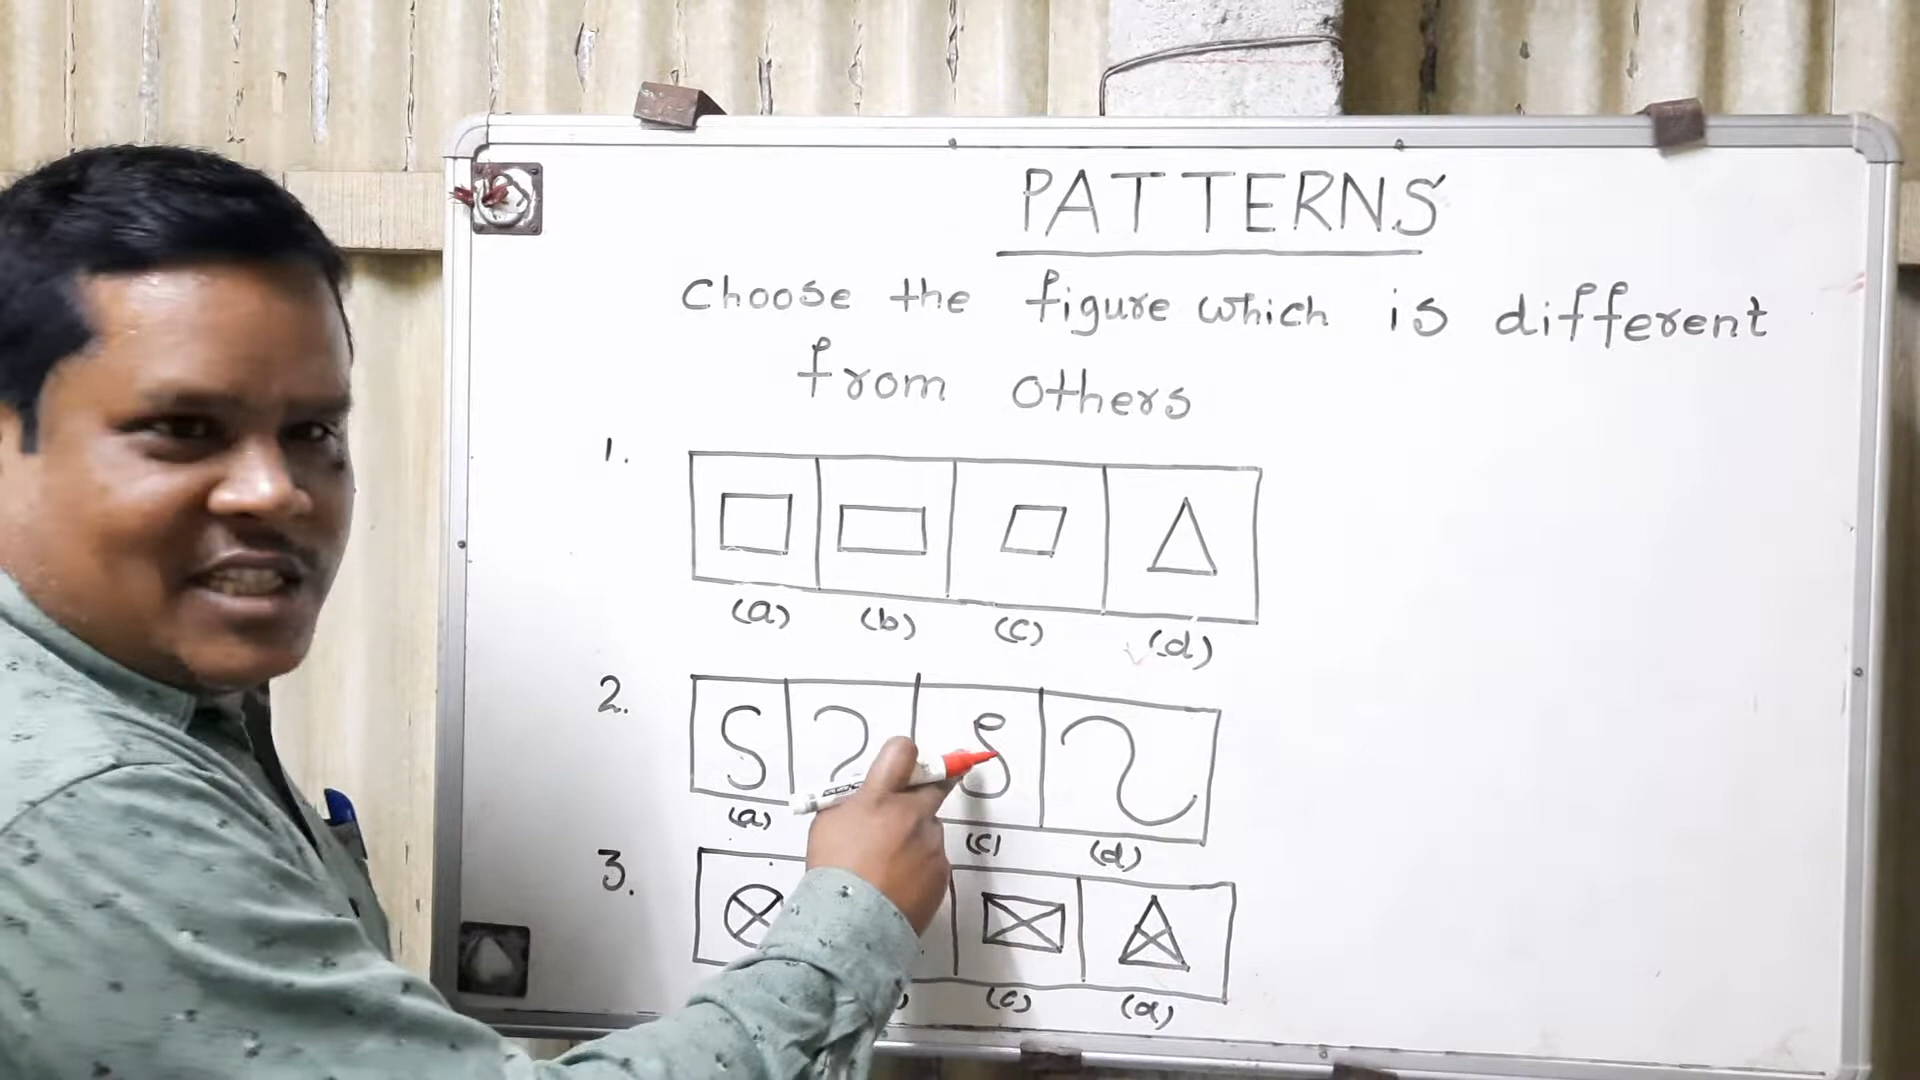 PATTERNS
Choose the figure which is different
from others
1.
(a) (b) (c) (d)
2.
(a) (c) (d)
3.
(c) (d)